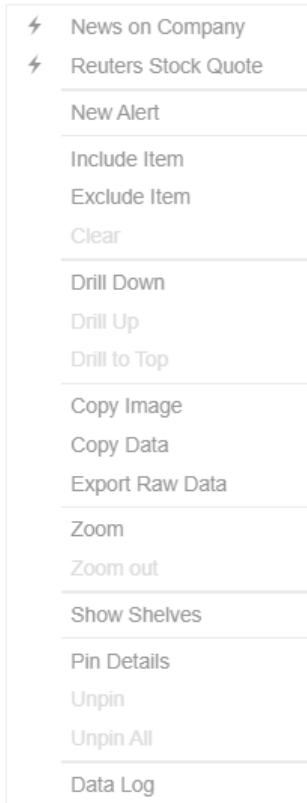 News on Company
Reuters Stock Quote
New Alert
Include Item
Exclude Item
Clear
Drill Down
Drill Up
Drill to Top
Copy Image
Copy Data
Export Raw Data
Zoom
Zoom out
Show Shelves
Pin Details
Unpin
Unpin All
Data Log